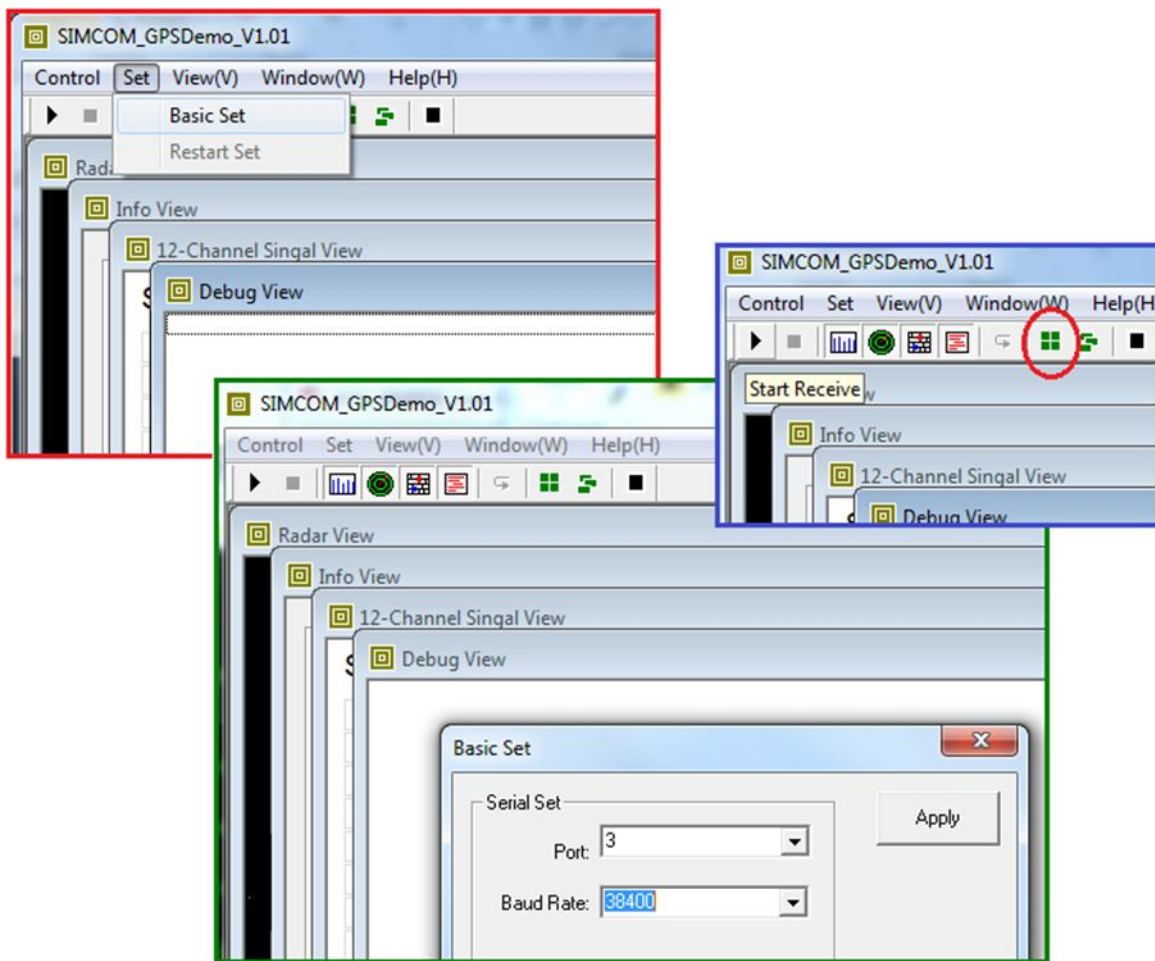 SIMCOM_GPSDemo_V1.01
Control Set View(V) Window(W) Help(H)
Basic Set
Restart Set
Info View
12-Channel Singal View
Debug View
SIMCOM_GPSDemo_V1.01
Control Set View(V) Window(W) Help(H
Start Receive
Info View
12-Channel Singal View
Debug View
SIMCOM_GPSDemo_V1.01
Control Set View(V) Window(W) Help(H)
Radar View
Info View
12-Channel Singal View
Debug View
Basic Set
Serial Set
Port: 3
Apply
Baud Rate: 38400